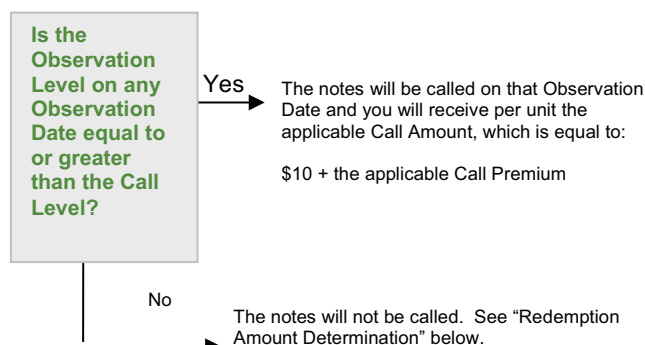 Is the
Observation
Level on any
Observation
Date equal to
or greater
than the Call
Level?
Yes
The notes will be called on that Observation
Date and you will receive per unit the
applicable Call Amount, which is equal to:
$10 + the applicable Call Premium
No
The notes will not be called.  See “Redemption
Amount Determination” below.